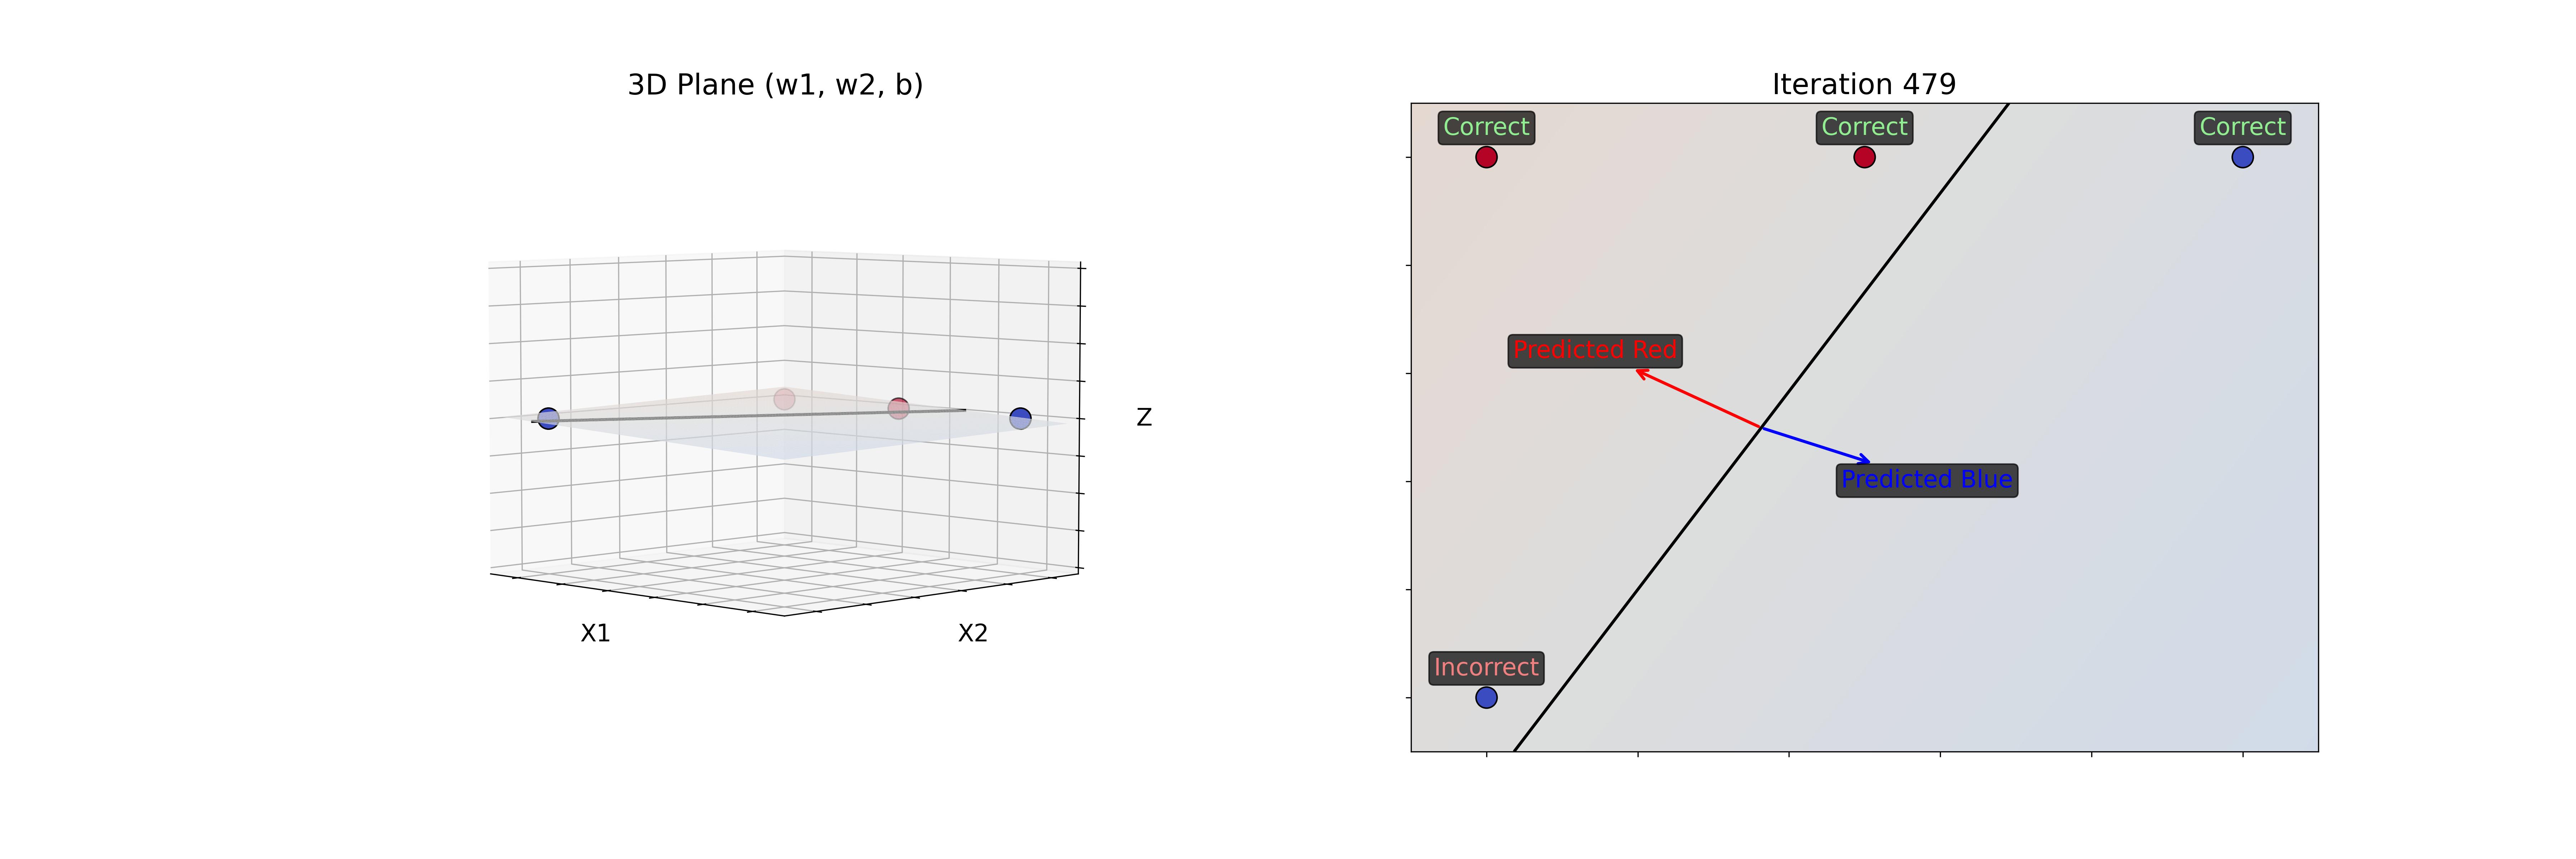 3D Plane (w1, w2, b)
Z
X1
X2
Iteration 479
Correct
Correct
Correct
Predicted Red
Predicted Blue
Incorrect